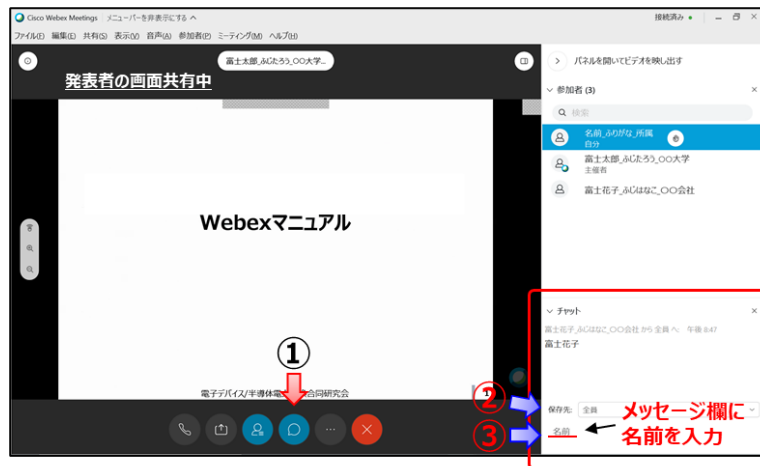 Cisco Webex Meetings
メニューバーを非表示にする ヘ
接続済み
ファイル(F) 編集(E) 共有(S) 表示(V) 音声(A) 参加者(P) ミーティング(M) ヘルプ(H)
富士太郎_ふじたろう_〇〇大学...
発表者の画面共有中
Webexマニュアル
①
電子デバイス/半導体電
合同研究会
1
パネルを開いてビデオを映し出す
参加者 (3)
検索
名前_ふりがな_所属
自分
富士太郎_ふじたろう_〇〇大学
主催者
富士花子_ふじはなこ_〇〇会社
チャット
富士花子_ふじはなこ_〇〇会社 から 全員 へ: 午後 8:47
富士花子
②
保存先: 全員
③
名前
メッセージ欄に
名前を入力